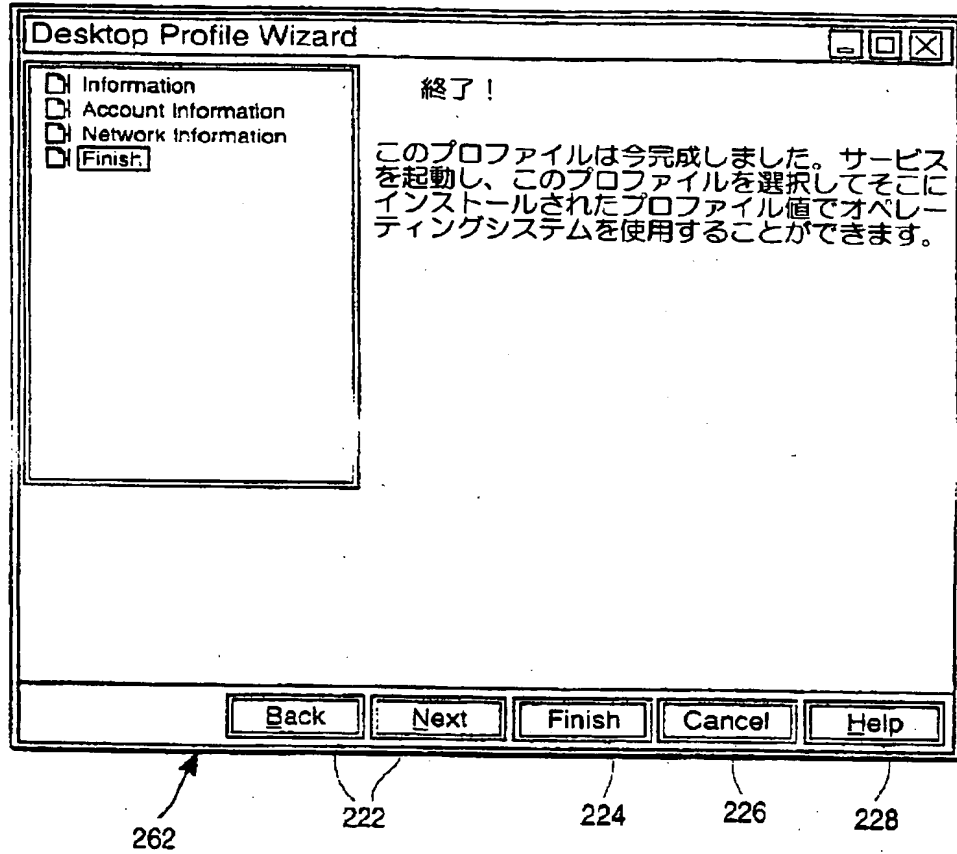 Desktop Profile Wizard
Information
Account Information
Network Information
Finish
終了！
このプロファイルは今完成しました。サービス
を起動し、このプロファイルを選択してそこに
インストールされたプロファイル値でオペレー
ティングシステムを使用することができます。
Back
Next
Finish
Cancel
Help
262
222
224
226
228